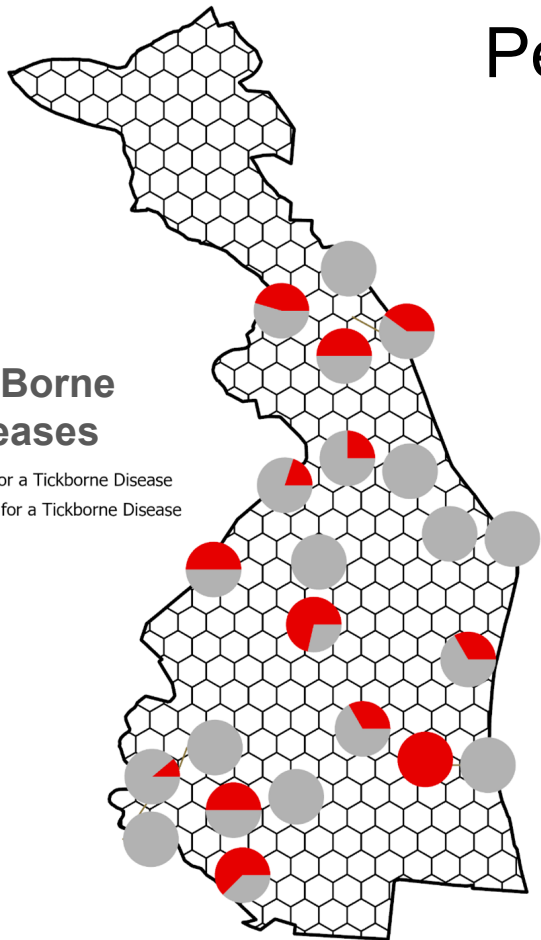 Pe
Borne
eases
or a Tickborne Disease
for a Tickborne Disease